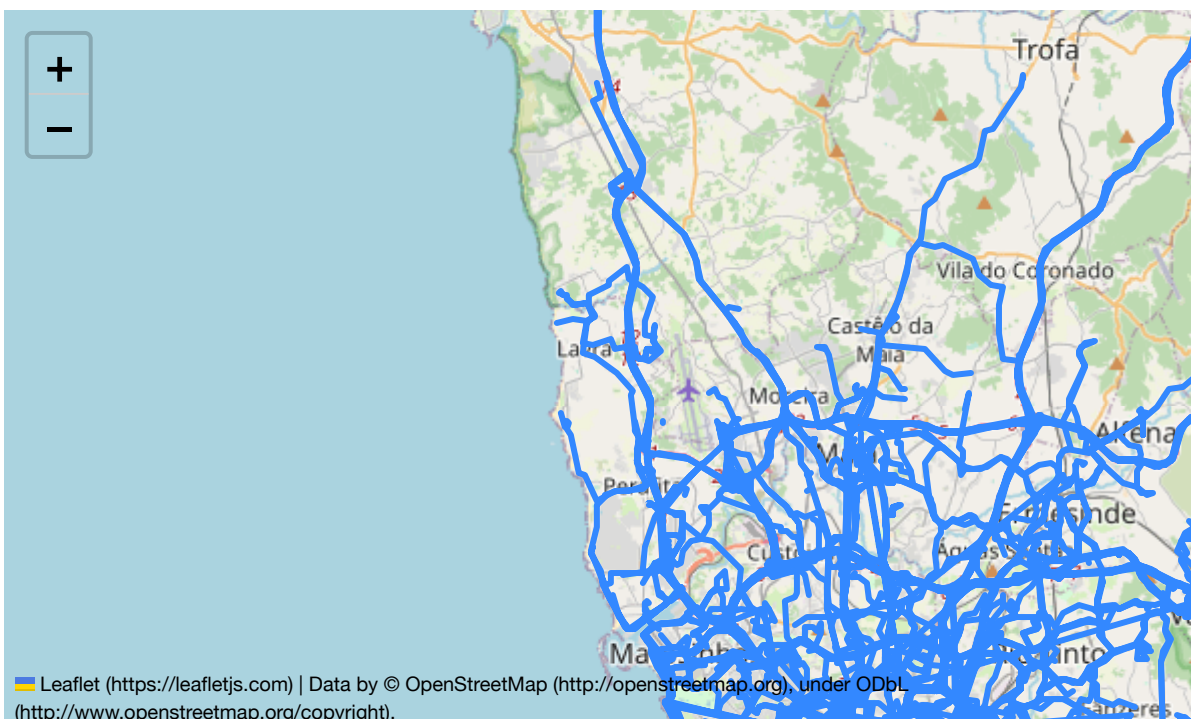 +
Trofa
−
Vila do Coronado
Castêlo da
Maia
Lavra
Moreira
Alfena
Maia
Perafita
Ermesinde
Custóias
Águas Santas
Leaflet (https://leafletjs.com) | Data by © OpenStreetMap (http://openstreetmap.org), under ODbL
(http://www.openstreetmap.org/copyright).